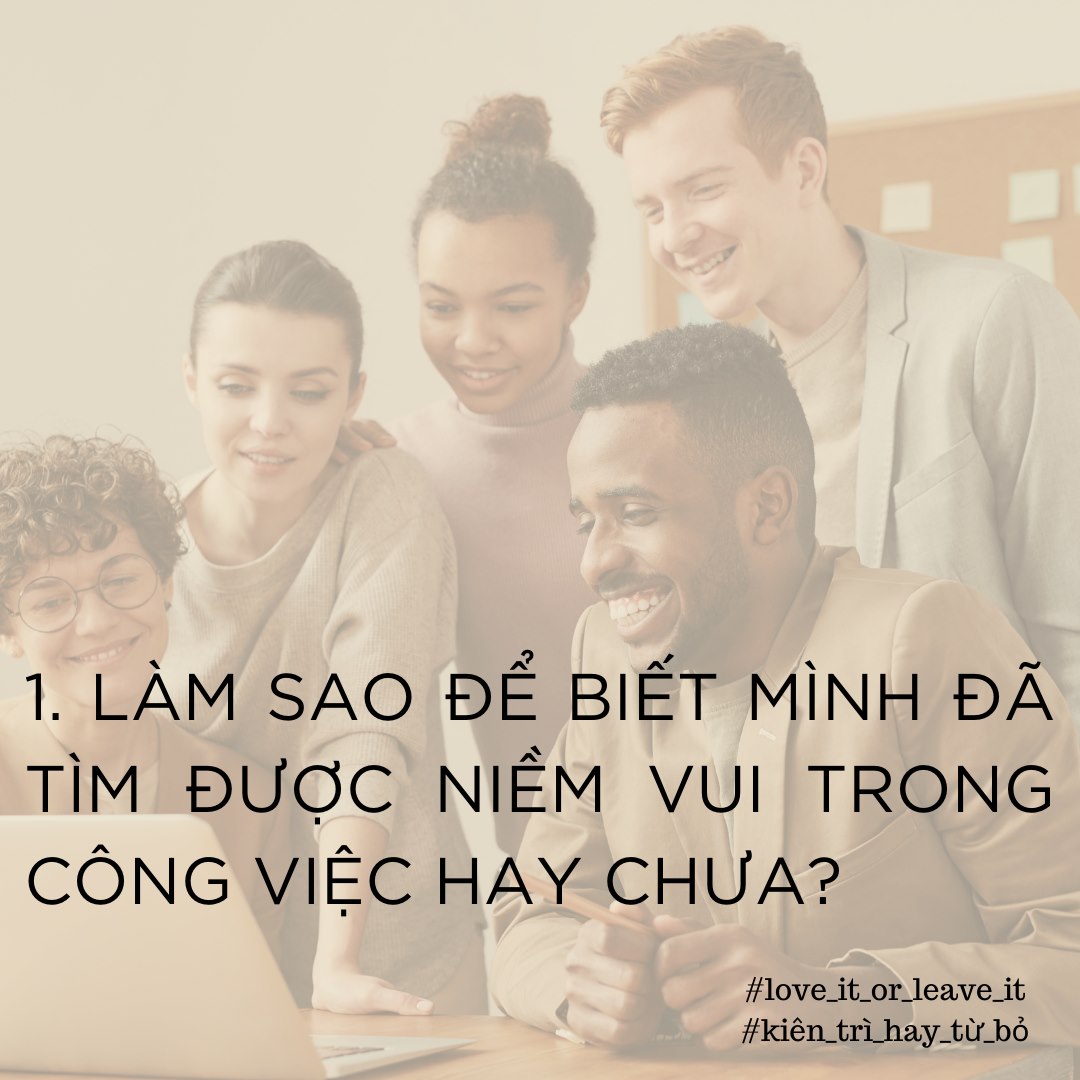 1. LÀM SAO ĐỂ BIẾT MÌNH ĐÃ
TÌM ĐƯỢC NIỀM VUI TRONG
CÔNG VIỆC HAY CHƯA?
#love_it_or_leave_it
#kiên_trì_hay_từ_bỏ